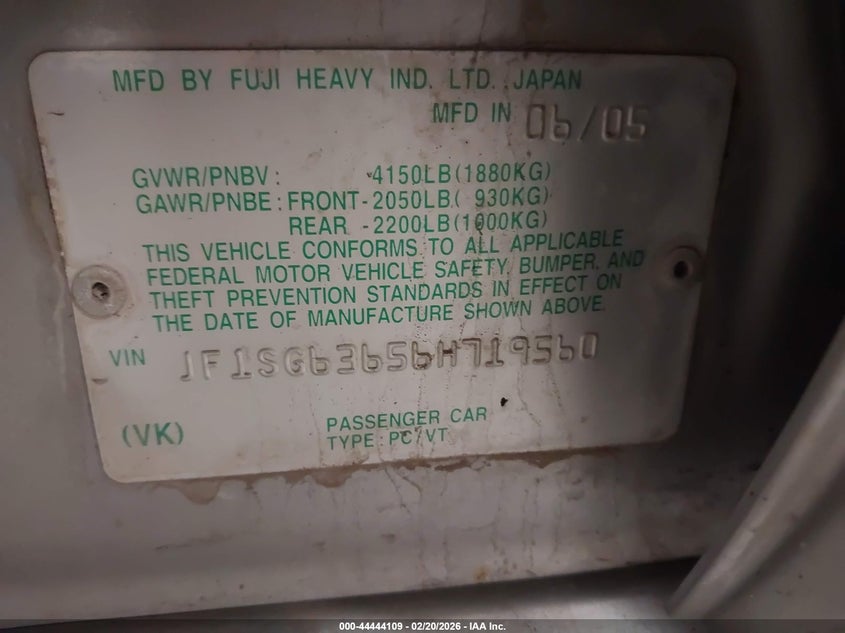 MFD BY FUJI HEAVY IND. LTD. JAPAN
MFD IN 06/05
GVWR/PNBV: 4150LB(1880KG)
GAWR/PNBE: FRONT-2050LB( 930KG)
REAR -2200LB(1000KG)
THIS VEHICLE CONFORMS TO ALL APPLICABLE
FEDERAL MOTOR VEHICLE SAFETY, BUMPER, AND
THEFT PREVENTION STANDARDS IN EFFECT ON
THE DATE OF MANUFACTURE SHOWN ABOVE.
VIN JF1SG63656H719560
(VK)
PASSENGER CAR
TYPE: PC/VT
000-44444109 — 02/20/2026 — IAA Inc.